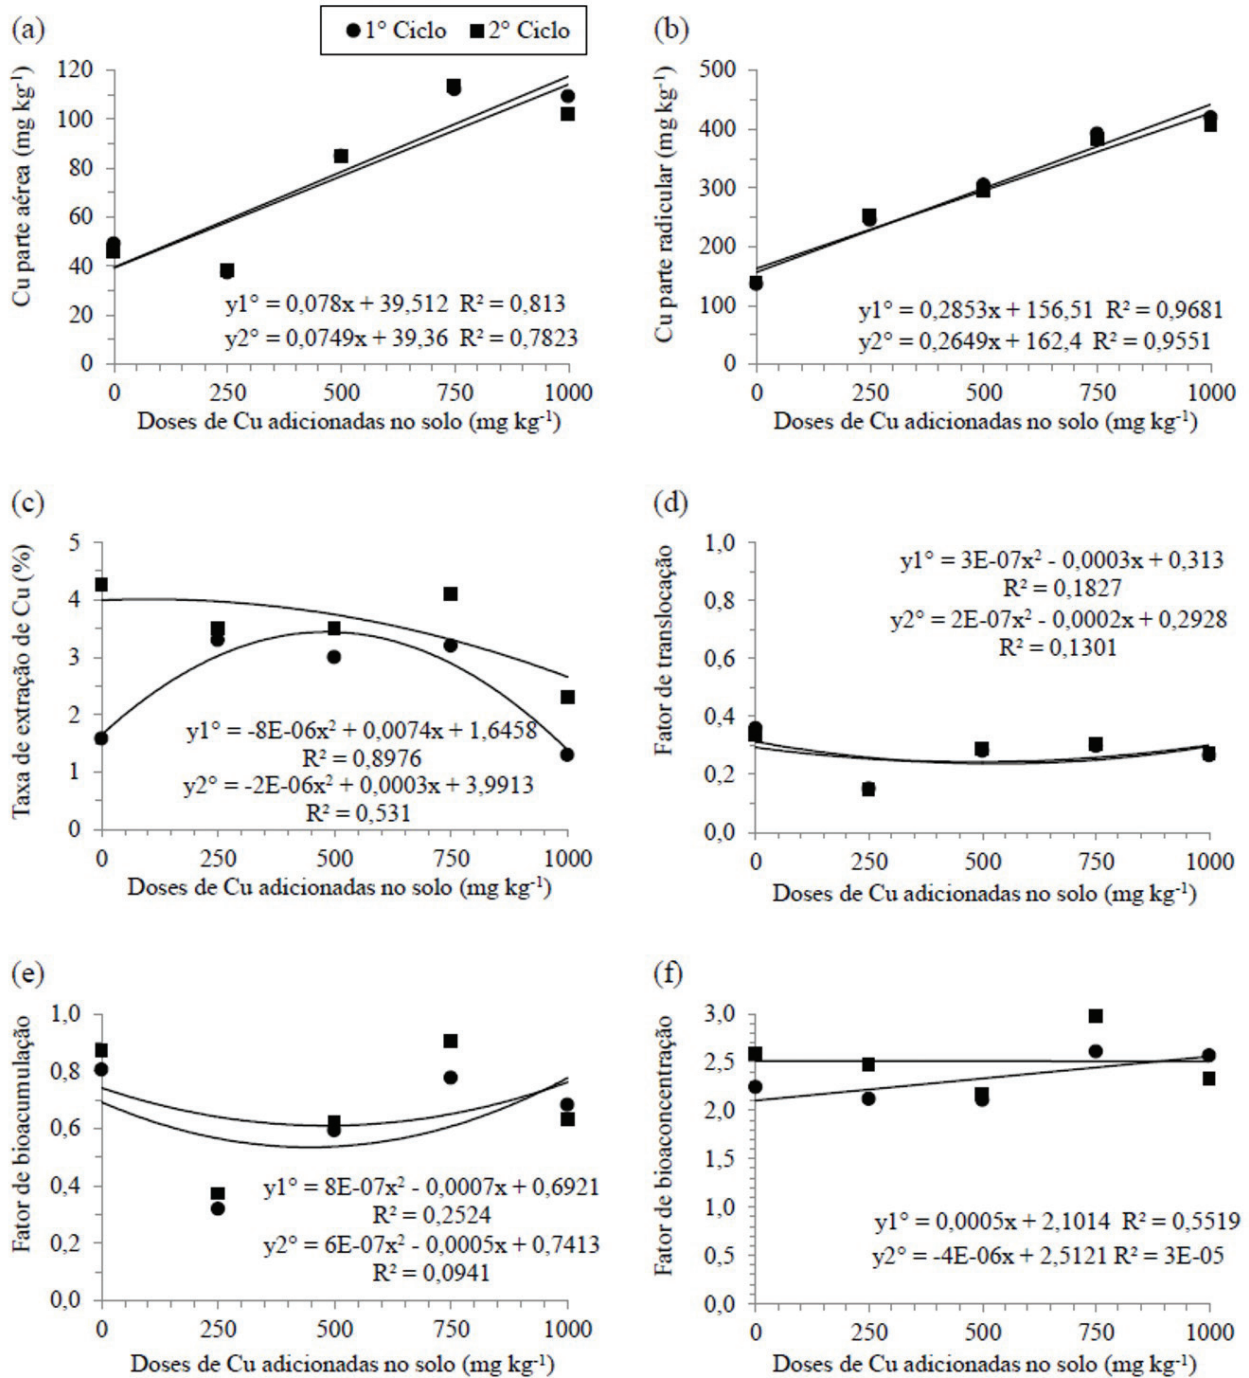 (a)
1° Ciclo 2° Ciclo
Cu parte aérea (mg kg⁻¹)
120
100
80
60
40
20
0
y1° = 0,078x + 39,512 R² = 0,813
y2° = 0,0749x + 39,36 R² = 0,7823
0 250 500 750 1000
Doses de Cu adicionadas no solo (mg kg⁻¹)
(b)
Cu parte radicular (mg kg⁻¹)
500
400
300
200
100
0
y1° = 0,2853x + 156,51 R² = 0,9681
y2° = 0,2649x + 162,4 R² = 0,9551
0 250 500 750 1000
Doses de Cu adicionadas no solo (mg kg⁻¹)
(c)
Taxa de extração de Cu (%)
5
4
3
2
1
0
y1° = -8E-06x² + 0,0074x + 1,6458
R² = 0,8976
y2° = -2E-06x² + 0,0003x + 3,9913
R² = 0,531
0 250 500 750 1000
Doses de Cu adicionadas no solo (mg kg⁻¹)
(d)
Fator de translocação
1,0
0,8
0,6
0,4
0,2
0,0
y1° = 3E-07x² - 0,0003x + 0,313
R² = 0,1827
y2° = 2E-07x² - 0,0002x + 0,2928
R² = 0,1301
0 250 500 750 1000
Doses de Cu adicionadas no solo (mg kg⁻¹)
(e)
Fator de bioacumulação
1,0
0,8
0,6
0,4
0,2
0,0
y1° = 8E-07x² - 0,0007x + 0,6921
R² = 0,2524
y2° = 6E-07x² - 0,0005x + 0,7413
R² = 0,0941
0 250 500 750 1000
Doses de Cu adicionadas no solo (mg kg⁻¹)
(f)
Fator de bioaconcentração
3,0
2,5
2,0
1,5
1,0
0,5
0,0
y1° = 0,0005x + 2,1014 R² = 0,5519
y2° = -4E-06x + 2,5121 R² = 3E-05
0 250 500 750 1000
Doses de Cu adicionadas no solo (mg kg⁻¹)